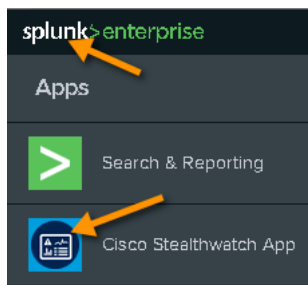 splunk>enterprise
Apps
Search & Reporting
Cisco Stealthwatch App